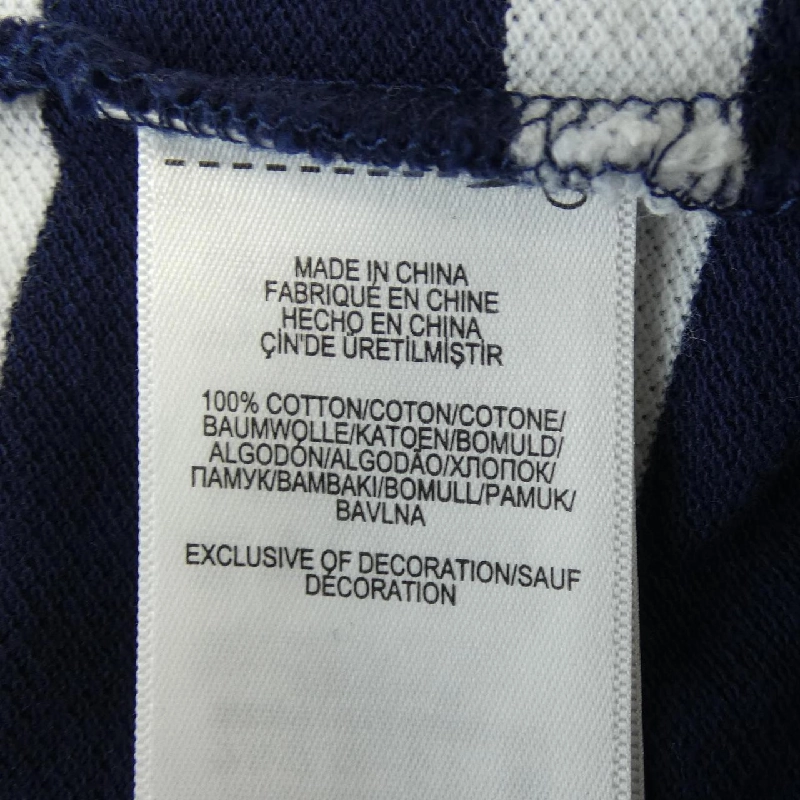 MADE IN CHINA
FABRIQUÉ EN CHINE
HECHO EN CHINA
ÇİN'DE ÜRETİLMİŞTİR
100% COTTON/COTON/COTONE/
BAUMWOLLE/KATOEN/BOMULD/
ALGODÓN/ALGODÃO/ХЛОПОК/
ПАМУК/BAMBAKI/BOMULL/PAMUK/
BAVLNA
EXCLUSIVE OF DECORATION/SAUF
DÉCORATION